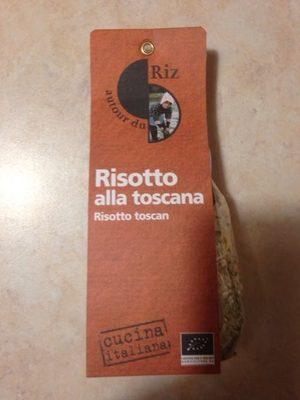 autour du Riz
Risotto
alla toscana
Risotto toscan
cucina
italiana